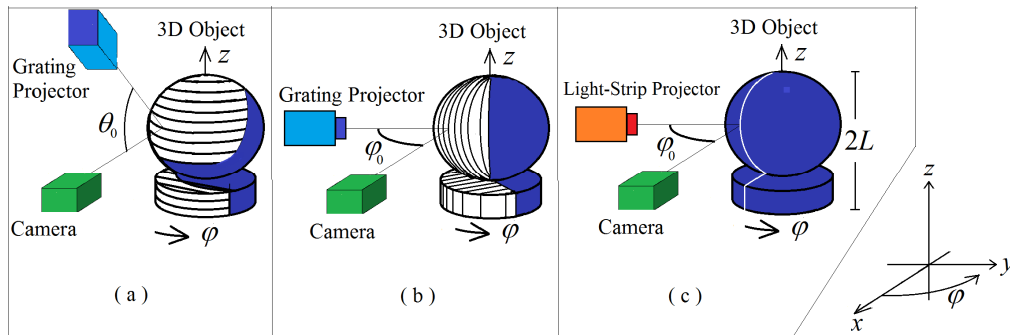 3D Object
z
Grating
Projector
θ₀
Camera
φ
( a )
3D Object
z
Grating Projector
φ₀
Camera
φ
( b )
3D Object
z
Light-Strip Projector
φ₀
2L
Camera
φ
( c )
z
y
φ
x